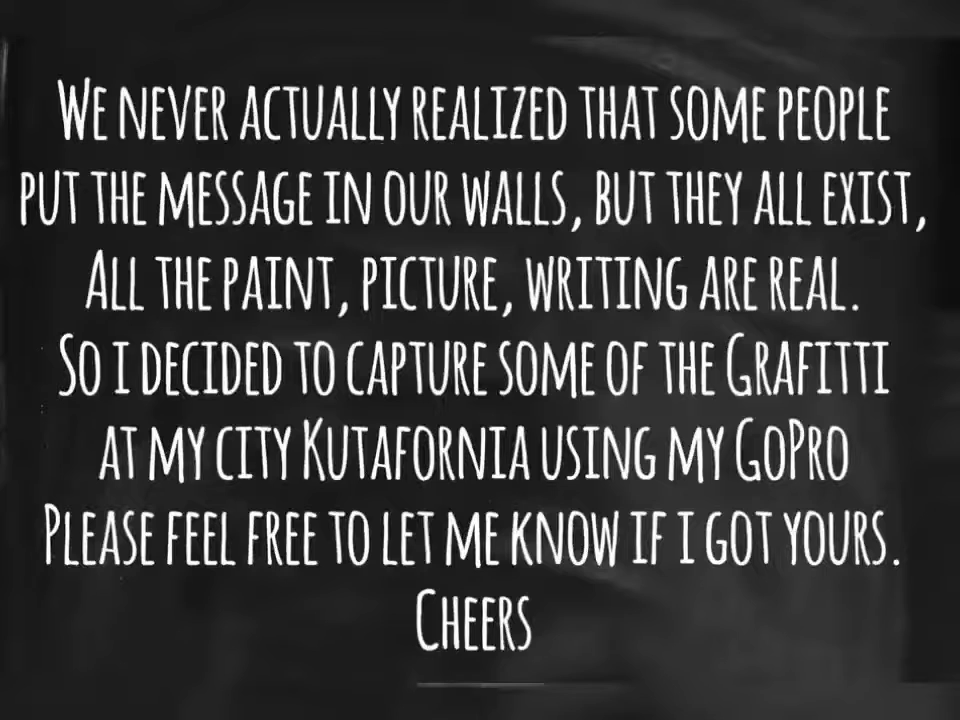 We never actually realized that some people
put the message in our walls, but they all exist,
All the paint, picture, writing are real.
So i decided to capture some of the Grafitti
at my city Kutafornia using my GoPro
Please feel free to let me know if i got yours.
Cheers